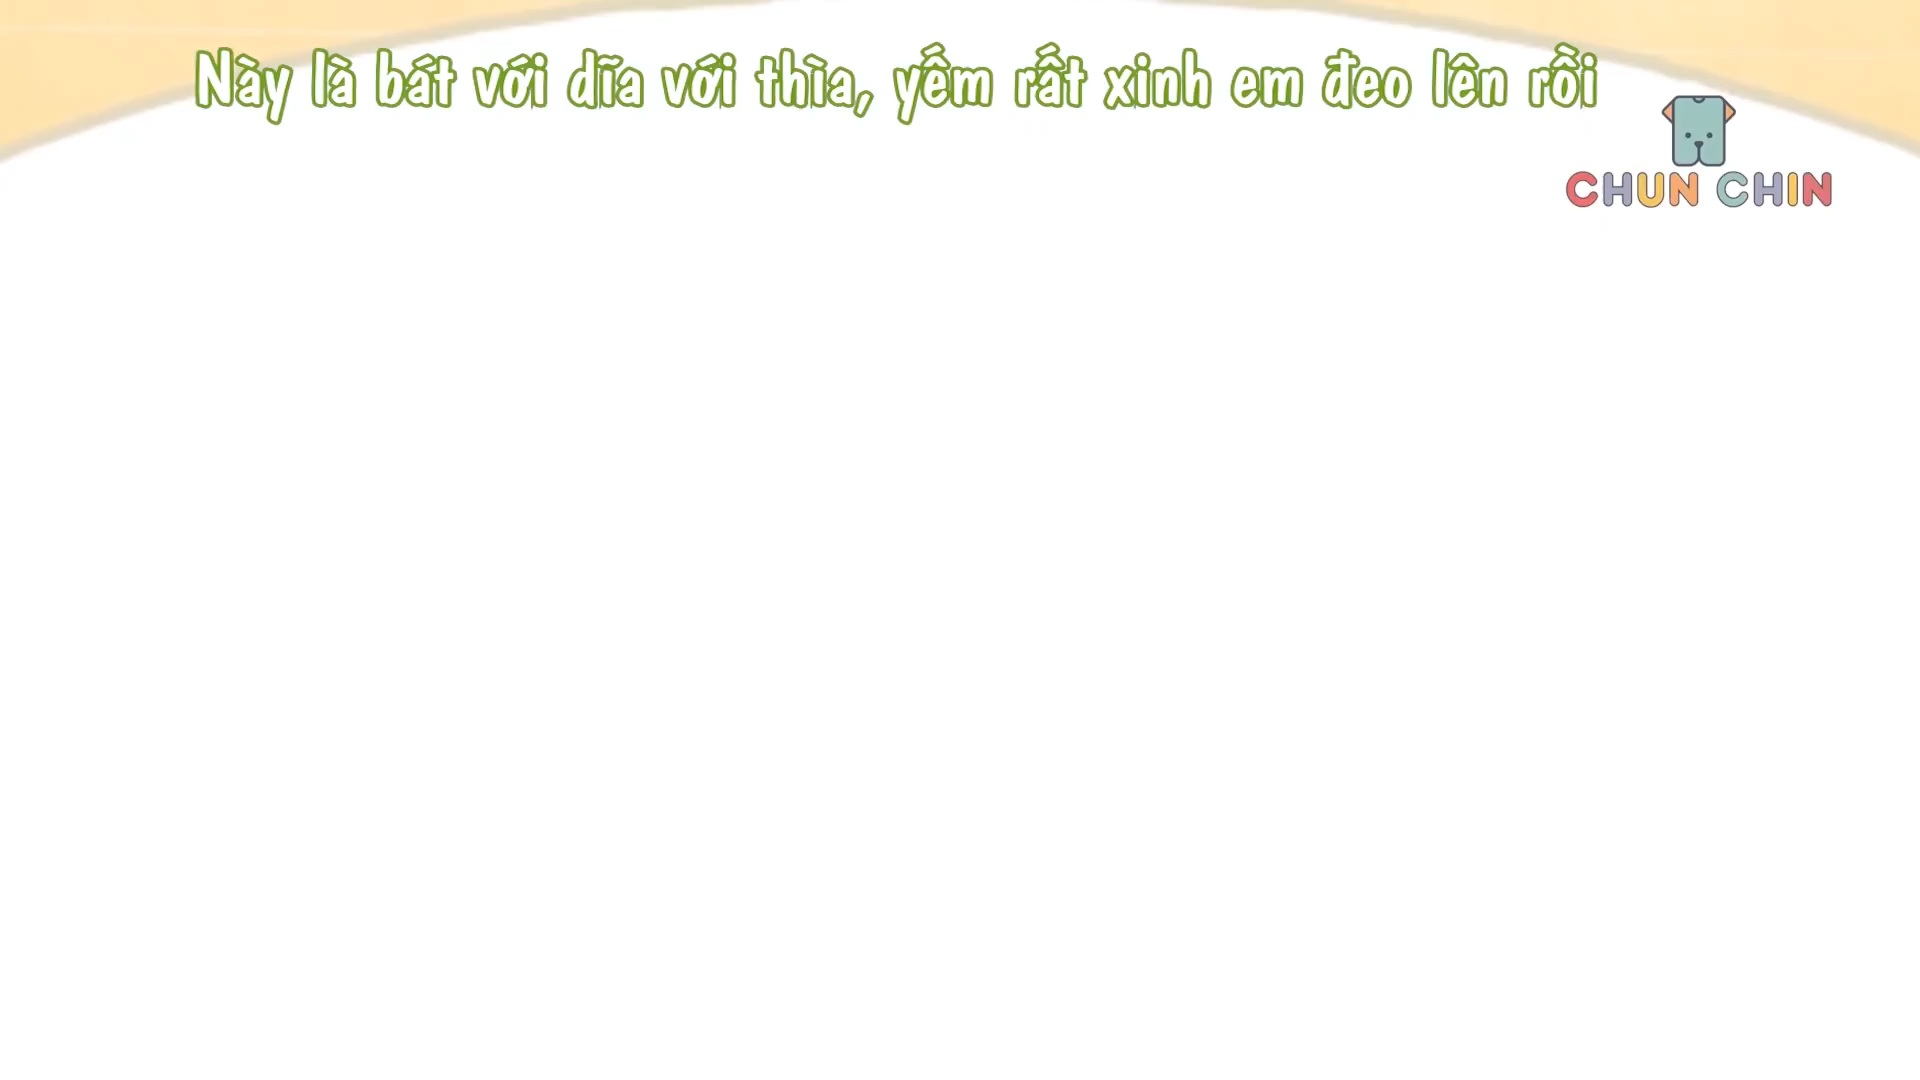 Này là bát với dĩa với thìa, yếm rất xinh em đeo lên rồi
CHUN CHIN